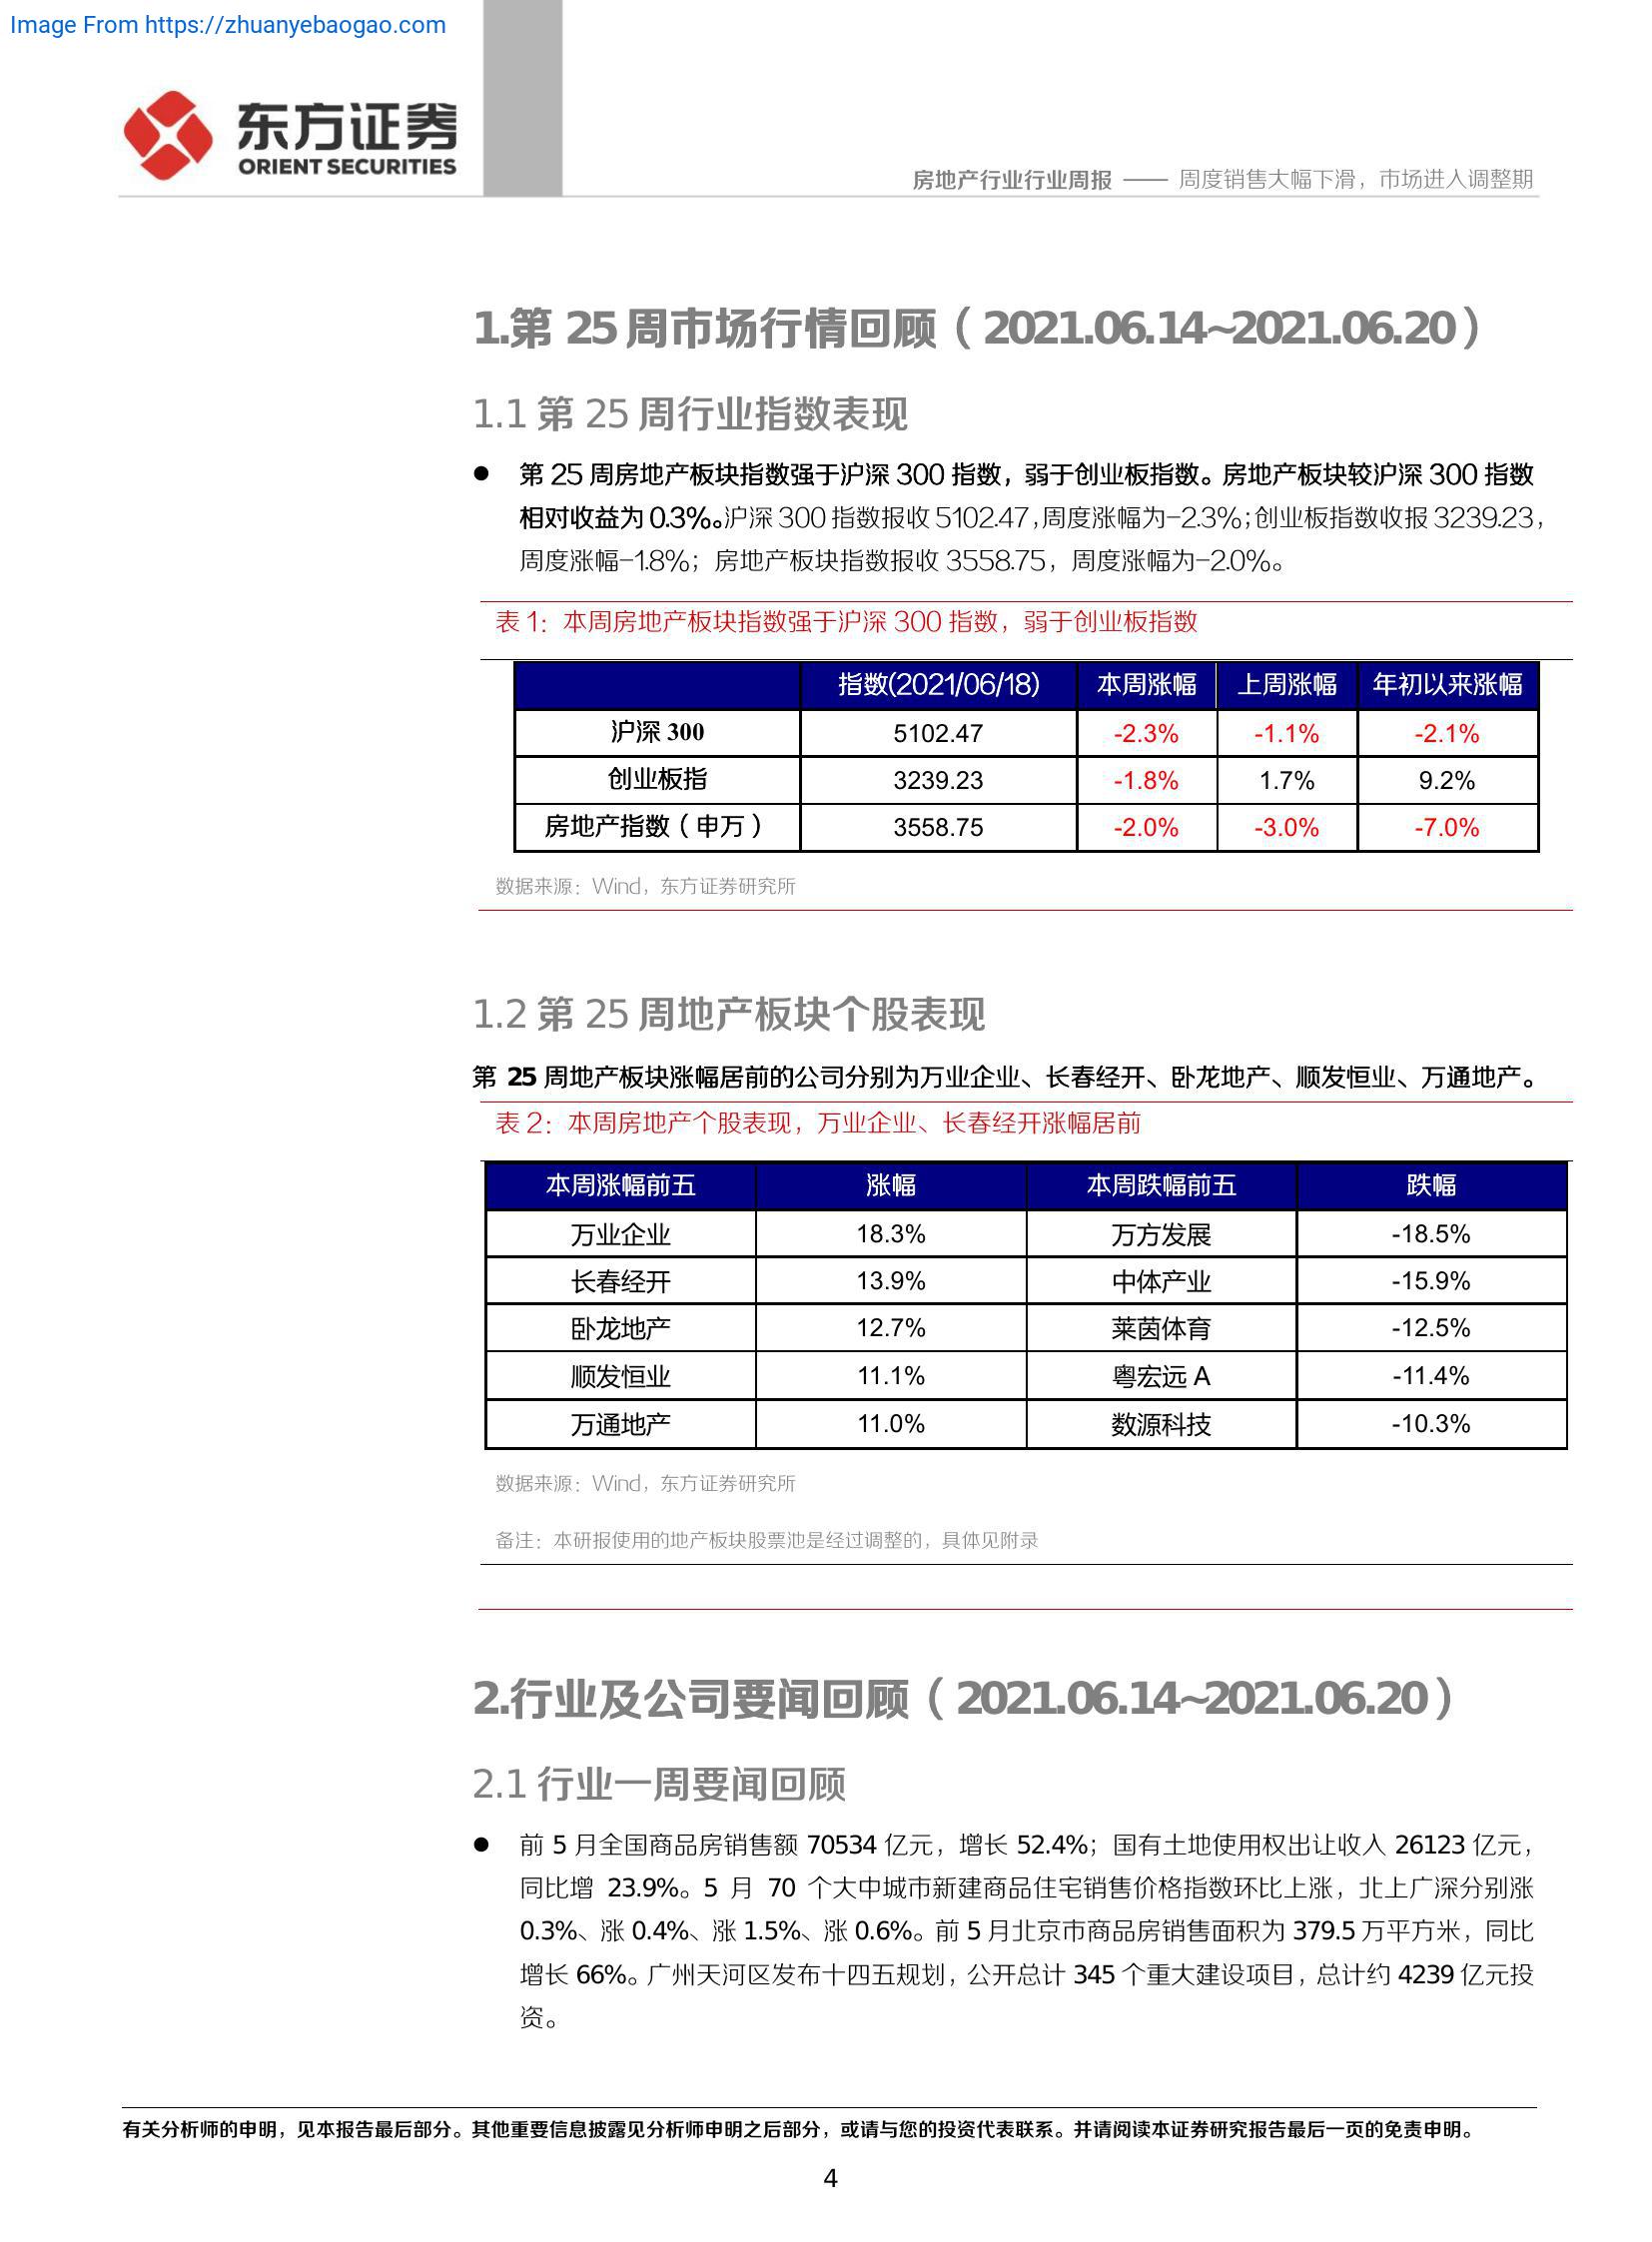 Image From https://zhuanyebaogao.com
东方证券
ORIENT SECURITIES
房地产行业行业周报 —— 周度销售大幅下滑，市场进入调整期
1.第 25 周市场行情回顾（2021.06.14~2021.06.20）
1.1 第 25 周行业指数表现
● 第 25 周房地产板块指数强于沪深 300 指数，弱于创业板指数。房地产板块较沪深 300 指数
相对收益为 0.3%。沪深 300 指数报收 5102.47，周度涨幅为-2.3%；创业板指数收报 3239.23，
周度涨幅-1.8%；房地产板块指数报收 3558.75，周度涨幅为-2.0%。
表 1：本周房地产板块指数强于沪深 300 指数，弱于创业板指数
指数(2021/06/18) 本周涨幅 上周涨幅 年初以来涨幅
沪深 300 5102.47 -2.3% -1.1% -2.1%
创业板指 3239.23 -1.8% 1.7% 9.2%
房地产指数（申万） 3558.75 -2.0% -3.0% -7.0%
数据来源：Wind，东方证券研究所
1.2 第 25 周地产板块个股表现
第 25 周地产板块涨幅居前的公司分别为万业企业、长春经开、卧龙地产、顺发恒业、万通地产。
表 2：本周房地产个股表现，万业企业、长春经开涨幅居前
本周涨幅前五 涨幅 本周跌幅前五 跌幅
万业企业 18.3% 万方发展 -18.5%
长春经开 13.9% 中体产业 -15.9%
卧龙地产 12.7% 莱茵体育 -12.5%
顺发恒业 11.1% 粤宏远 A -11.4%
万通地产 11.0% 数源科技 -10.3%
数据来源：Wind，东方证券研究所
备注：本研报使用的地产板块股票池是经过调整的，具体见附录
2.行业及公司要闻回顾（2021.06.14~2021.06.20）
2.1 行业一周要闻回顾
● 前 5 月全国商品房销售额 70534 亿元，增长 52.4%；国有土地使用权出让收入 26123 亿元，
同比增 23.9%。5 月 70 个大中城市新建商品住宅销售价格指数环比上涨，北上广深分别涨
0.3%、涨 0.4%、涨 1.5%、涨 0.6%。前 5 月北京市商品房销售面积为 379.5 万平方米，同比
增长 66%。广州天河区发布十四五规划，公开总计 345 个重大建设项目，总计约 4239 亿元投
资。
有关分析师的申明，见本报告最后部分。其他重要信息披露见分析师申明之后部分，或请与您的投资代表联系。并请阅读本证券研究报告最后一页的免责申明。
4